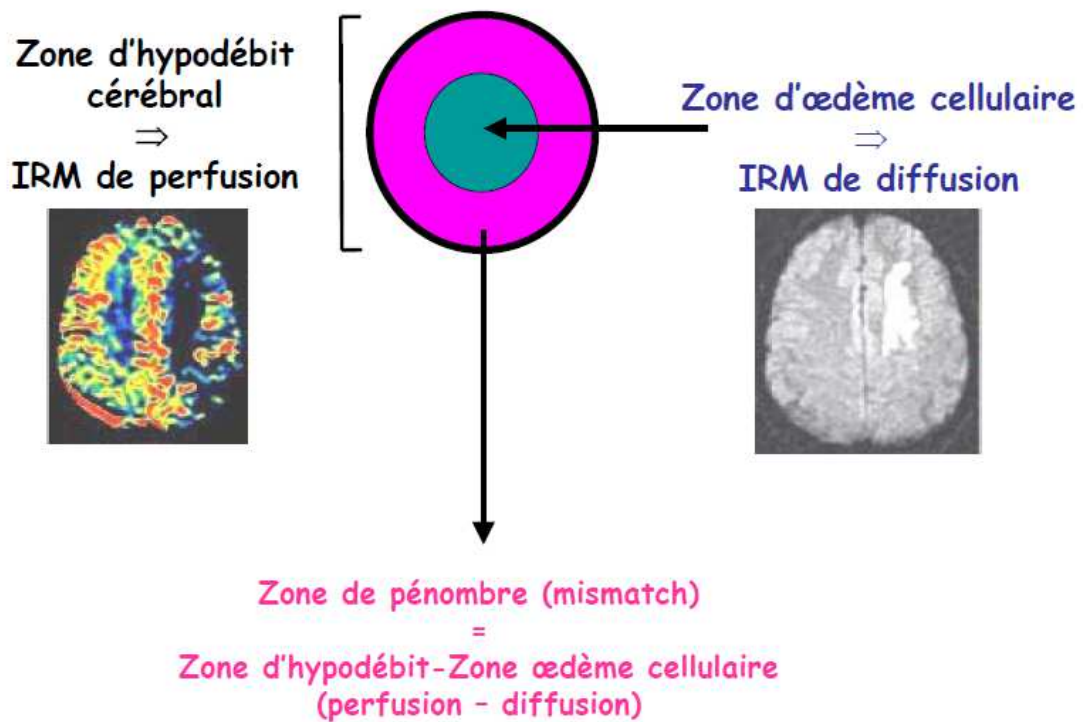 Zone d'hypodébit
cérébral
⇒
IRM de perfusion
Zone d'œdème cellulaire
⇒
IRM de diffusion
Zone de pénombre (mismatch)
=
Zone d'hypodébit-Zone œdème cellulaire
(perfusion – diffusion)